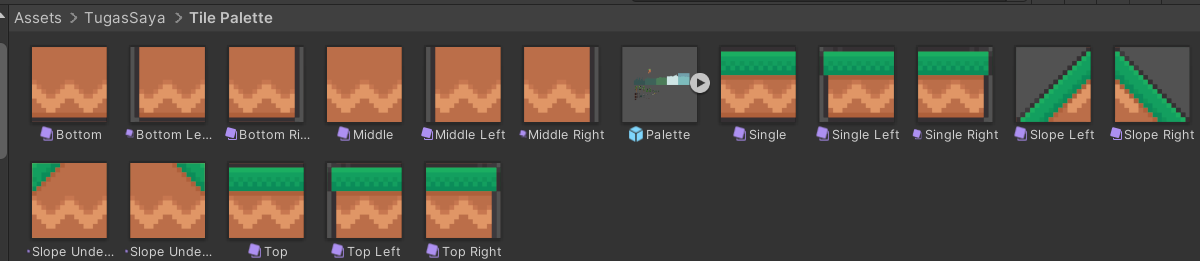 Assets > TugasSaya > Tile Palette
Bottom Bottom Le... Bottom Ri... Middle Middle Left Middle Right Palette Single Single Left Single Right Slope Left Slope Right
Slope Unde... Slope Unde... Top Top Left Top Right